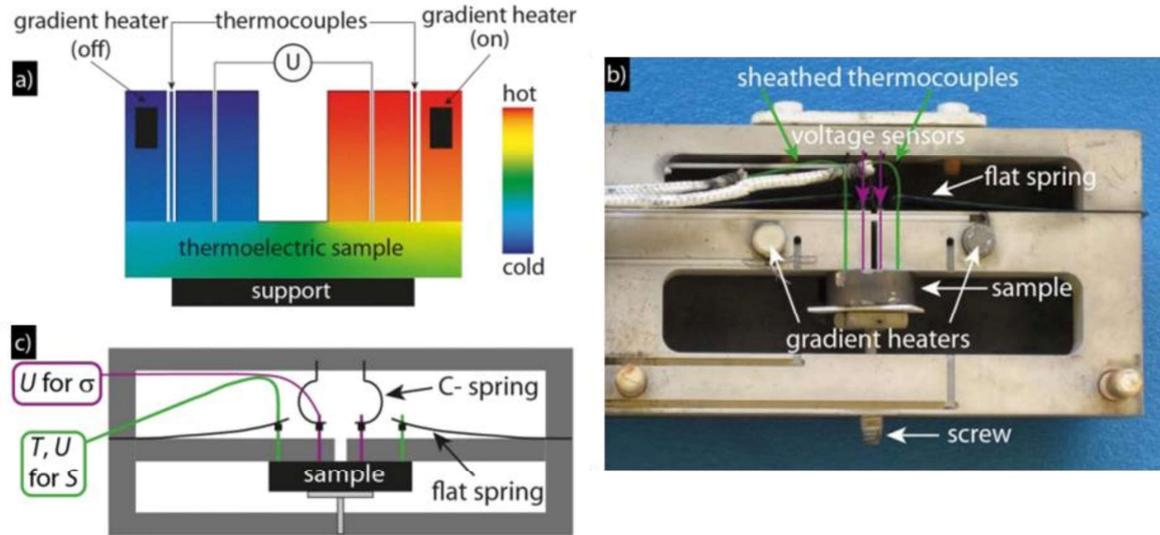 a)
gradient heater
(off)
thermocouples
gradient heater
(on)
U
hot
cold
thermoelectric sample
support
b)
sheathed thermocouples
voltage sensors
flat spring
sample
gradient heaters
screw
c)
U for σ
C- spring
T, U
for S
sample
flat spring